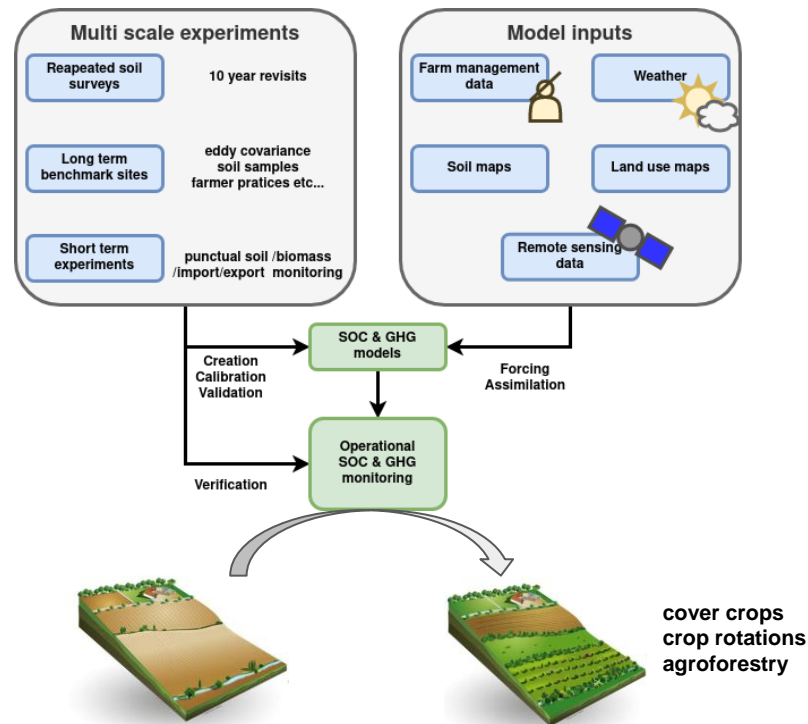 Multi scale experiments
Reapeated soil
surveys
10 year revisits
Long term
benchmark sites
eddy covariance
soil samples
farmer pratices etc...
Short term
experiments
punctual soil /biomass
/import/export monitoring
Model inputs
Farm management
data
Weather
Soil maps
Land use maps
Remote sensing
data
SOC & GHG
models
Creation
Calibration
Validation
Forcing
Assimilation
Operational
SOC & GHG
monitoring
Verification
cover crops
crop rotations
agroforestry